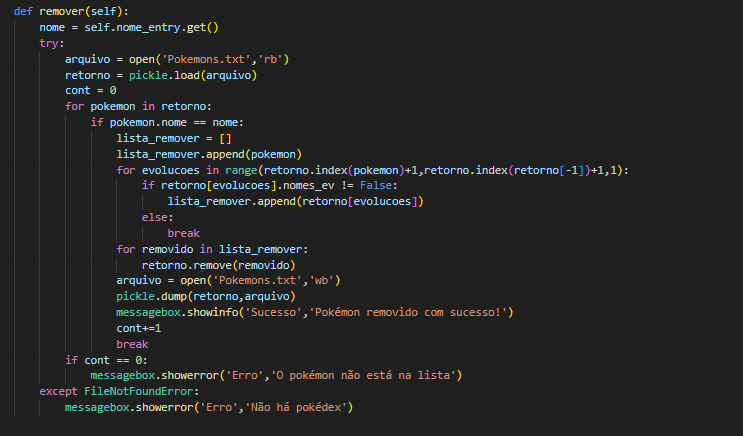 def remover(self):
    nome = self.nome_entry.get()
    try:
        arquivo = open('Pokemons.txt','rb')
        retorno = pickle.load(arquivo)
        cont = 0
        for pokemon in retorno:
            if pokemon.nome == nome:
                lista_remover = []
                lista_remover.append(pokemon)
                for evolucoes in range(retorno.index(pokemon)+1,retorno.index(retorno[-1])+1,1):
                    if retorno[evolucoes].nomes_ev != False:
                        lista_remover.append(retorno[evolucoes])
                    else:
                        break
                for removido in lista_remover:
                    retorno.remove(removido)
                arquivo = open('Pokemons.txt','wb')
                pickle.dump(retorno,arquivo)
                messagebox.showinfo('Sucesso','Pokémon removido com sucesso!')
                cont+=1
                break
        if cont == 0:
            messagebox.showerror('Erro','O pokémon não está na lista')
    except FileNotFoundError:
        messagebox.showerror('Erro','Não há pokédex')